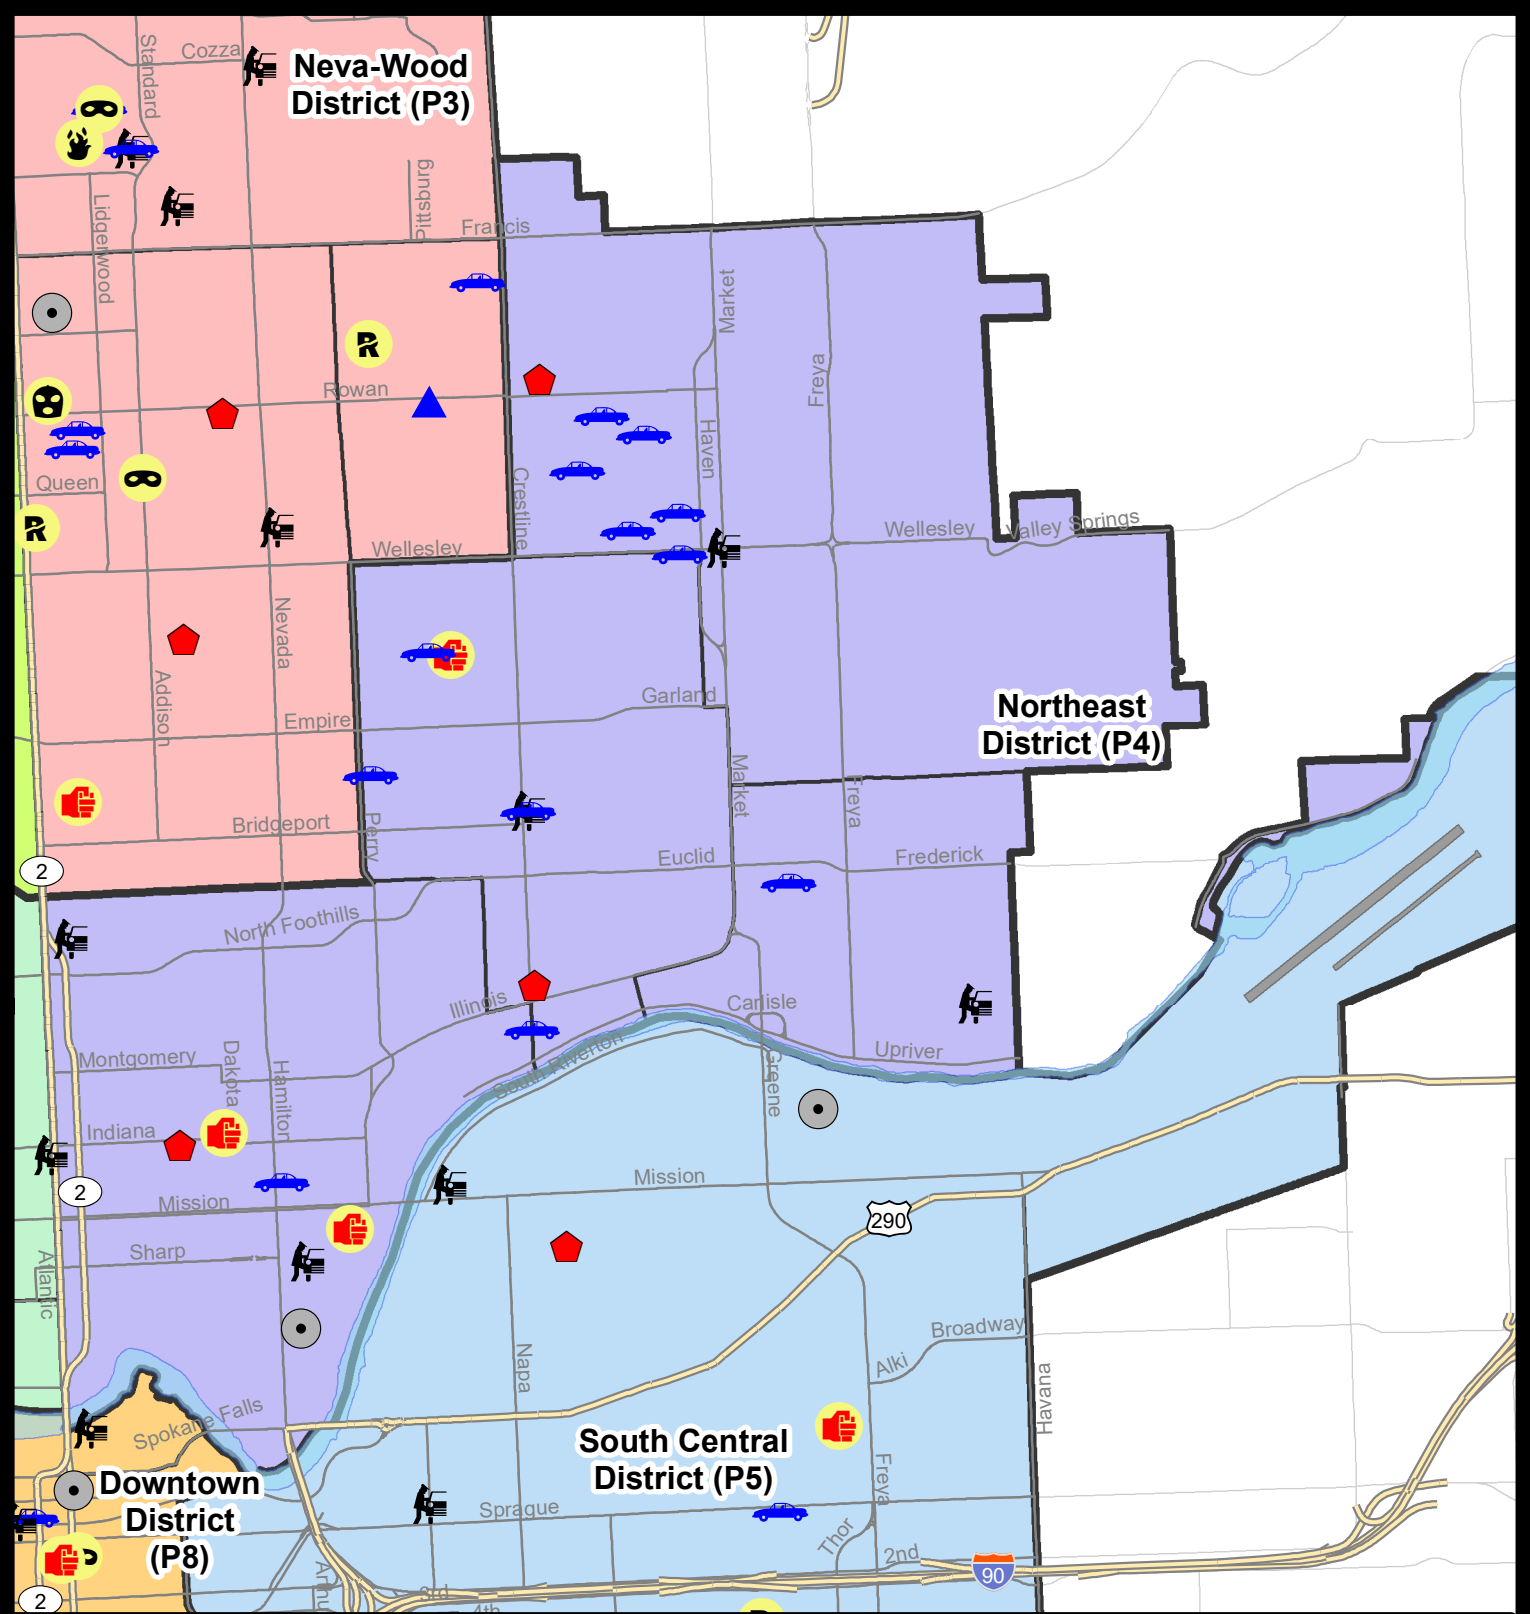 Standard
Cozza
Neva-Wood
District (P3)
Lidgerwood
Pittsburg
Francis
Market
R
Freya
Rowan
Haven
Queen
Crestline
R
Wellesley
Wellesley
Valley Springs
Nevada
Addison
Garland
Empire
Northeast
District (P4)
Market
Freya
Bridgeport
Perry
Euclid
Frederick
2
North Foothills
Illinois
Carlisle
Montgomery
Dakota
Hamilton
South Riverton
Greene
Upriver
Indiana
2
Mission
Mission
290
Sharp
Atlantic
Napa
Broadway
Alki
Havana
Spokane Falls
South Central
District (P5)
Freya
Downtown
District
(P8)
Sprague
Thor
2nd
90
3rd
4th
2